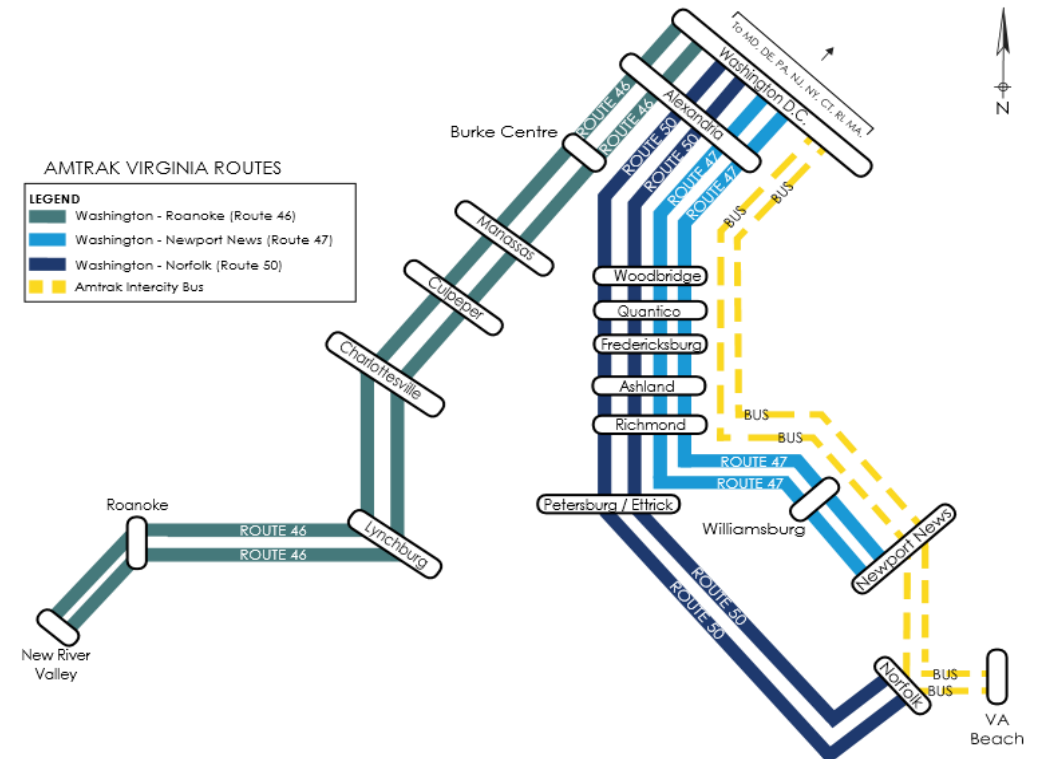 To MD, DE, PA, NJ, NY, CT, RI, MA.
Washington D.C.
Alexandria
ROUTE 46
ROUTE 46
ROUTE 50
ROUTE 50
ROUTE 47
ROUTE 47
BUS
BUS
N
Burke Centre
AMTRAK VIRGINIA ROUTES
LEGEND
Washington - Roanoke (Route 46)
Washington - Newport News (Route 47)
Washington - Norfolk (Route 50)
Amtrak Intercity Bus
Manassas
Culpeper
Charlottesville
Woodbridge
Quantico
Fredericksburg
Ashland
Richmond
BUS
BUS
ROUTE 47
ROUTE 47
Petersburg / Ettrick
Williamsburg
Newport News
Roanoke
ROUTE 46
ROUTE 46
Lynchburg
New River
Valley
ROUTE 50
ROUTE 50
Norfolk
BUS
BUS
VA
Beach